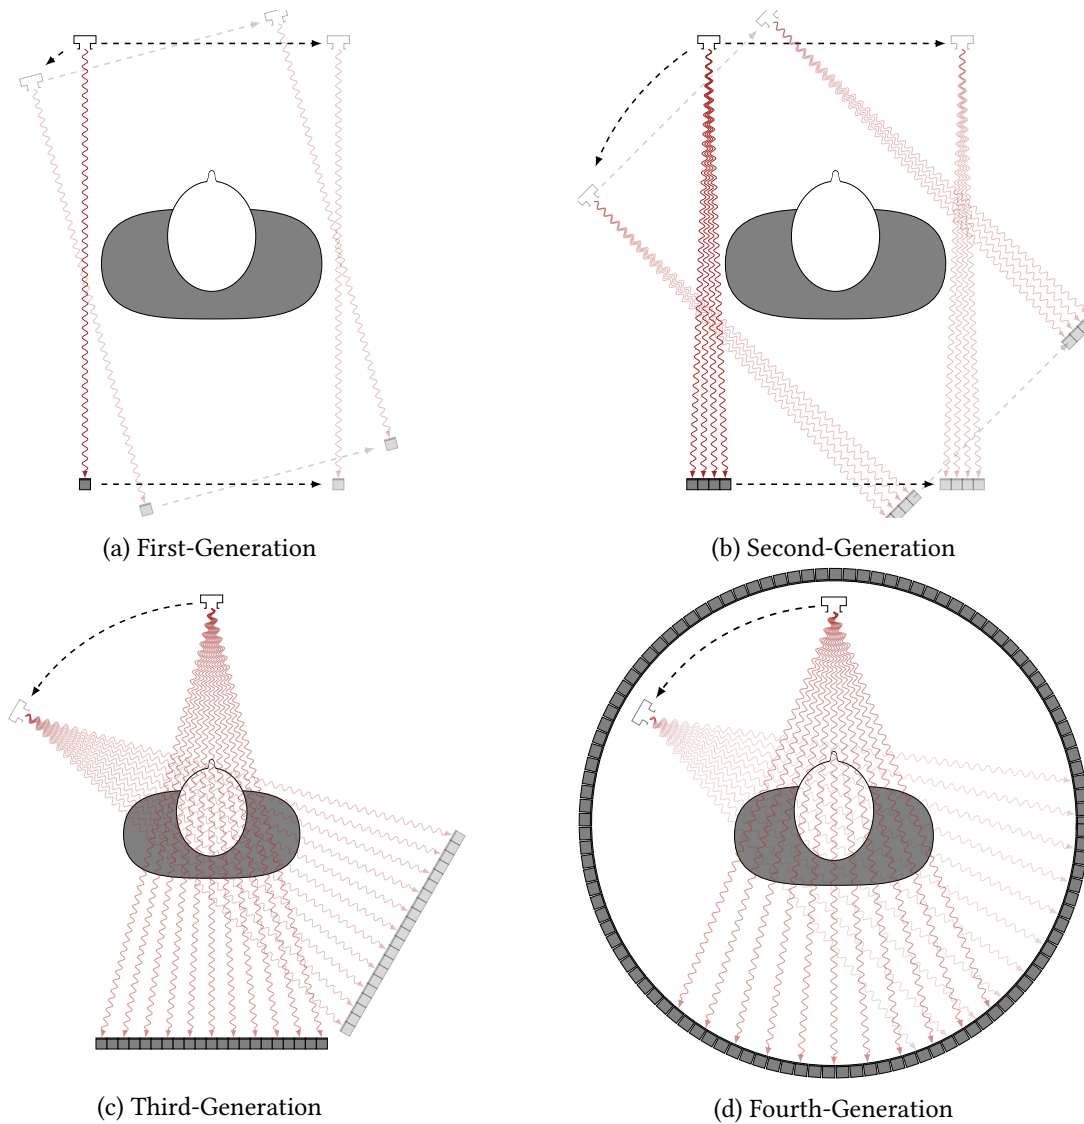 (a) First-Generation
(b) Second-Generation
(c) Third-Generation
(d) Fourth-Generation